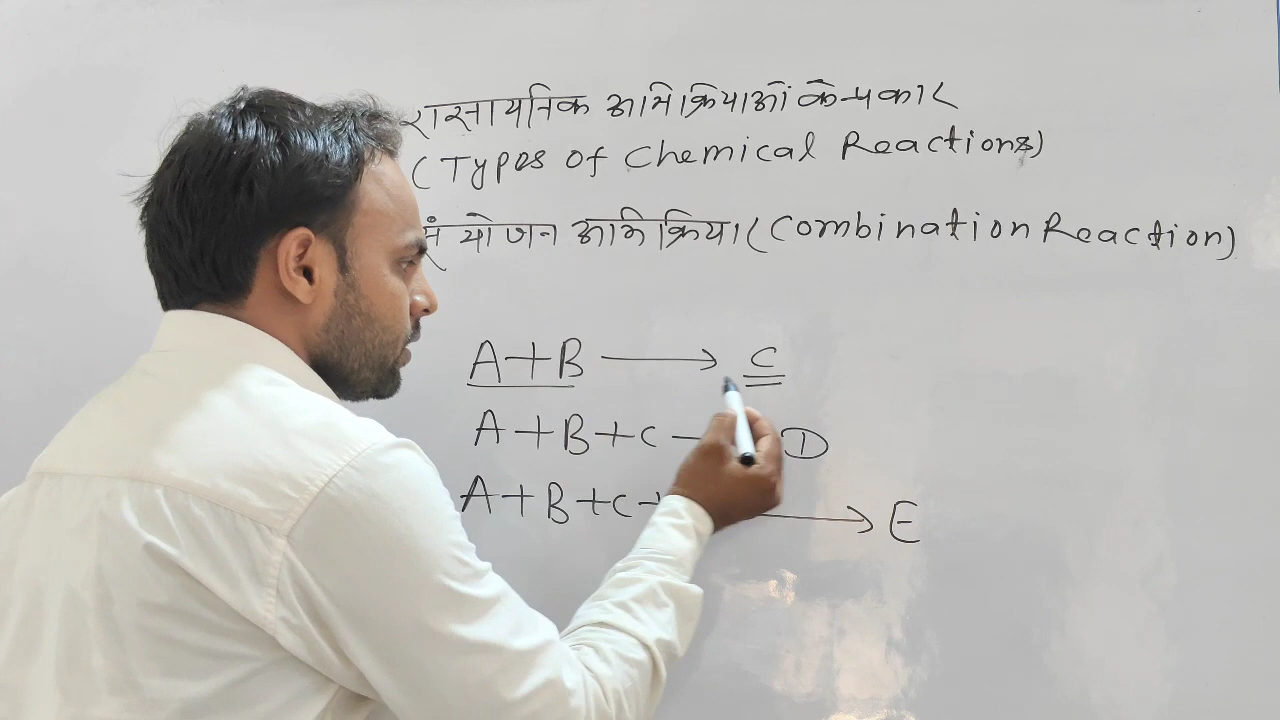 रासायनिक अभिक्रियाओं के प्रकार
(Types of Chemical Reactions)
संयोजन अभिक्रिया (Combination Reaction)
A+B → C
A+B+C D
A+B+C+ → E